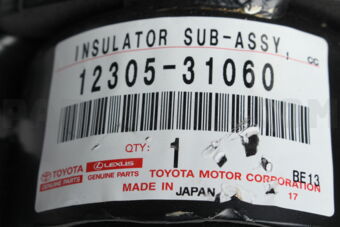 INSULATOR SUB-ASSY,
12305-31060
QTY: 1
TOYOTA LEXUS
GENUINE PARTS GENUINE PARTS TOYOTA MOTOR CORPORATION BE13
MADE IN JAPAN 17